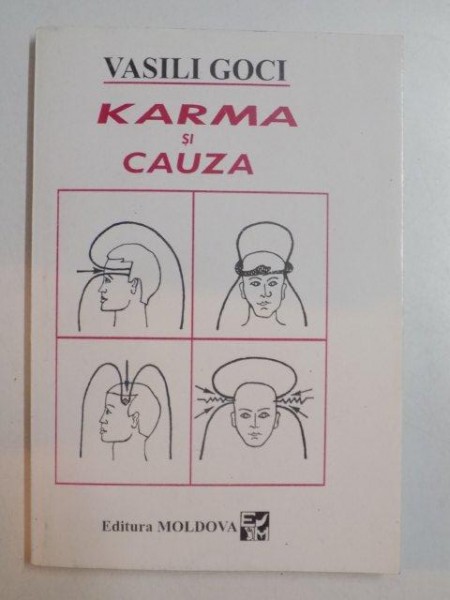 VASILI GOCI
KARMA
ȘI
CAUZA
Editura MOLDOVA
E
M